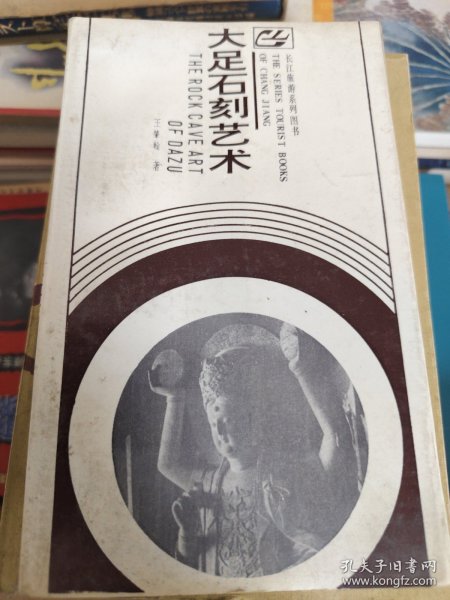 长江旅游系列图书
THE SERIES TOURIST BOOKS
OF CHANG JIANG
大足石刻艺术
THE ROCK CAVE ART
OF DAZU
著
孔夫子旧书网
www.kongfz.com